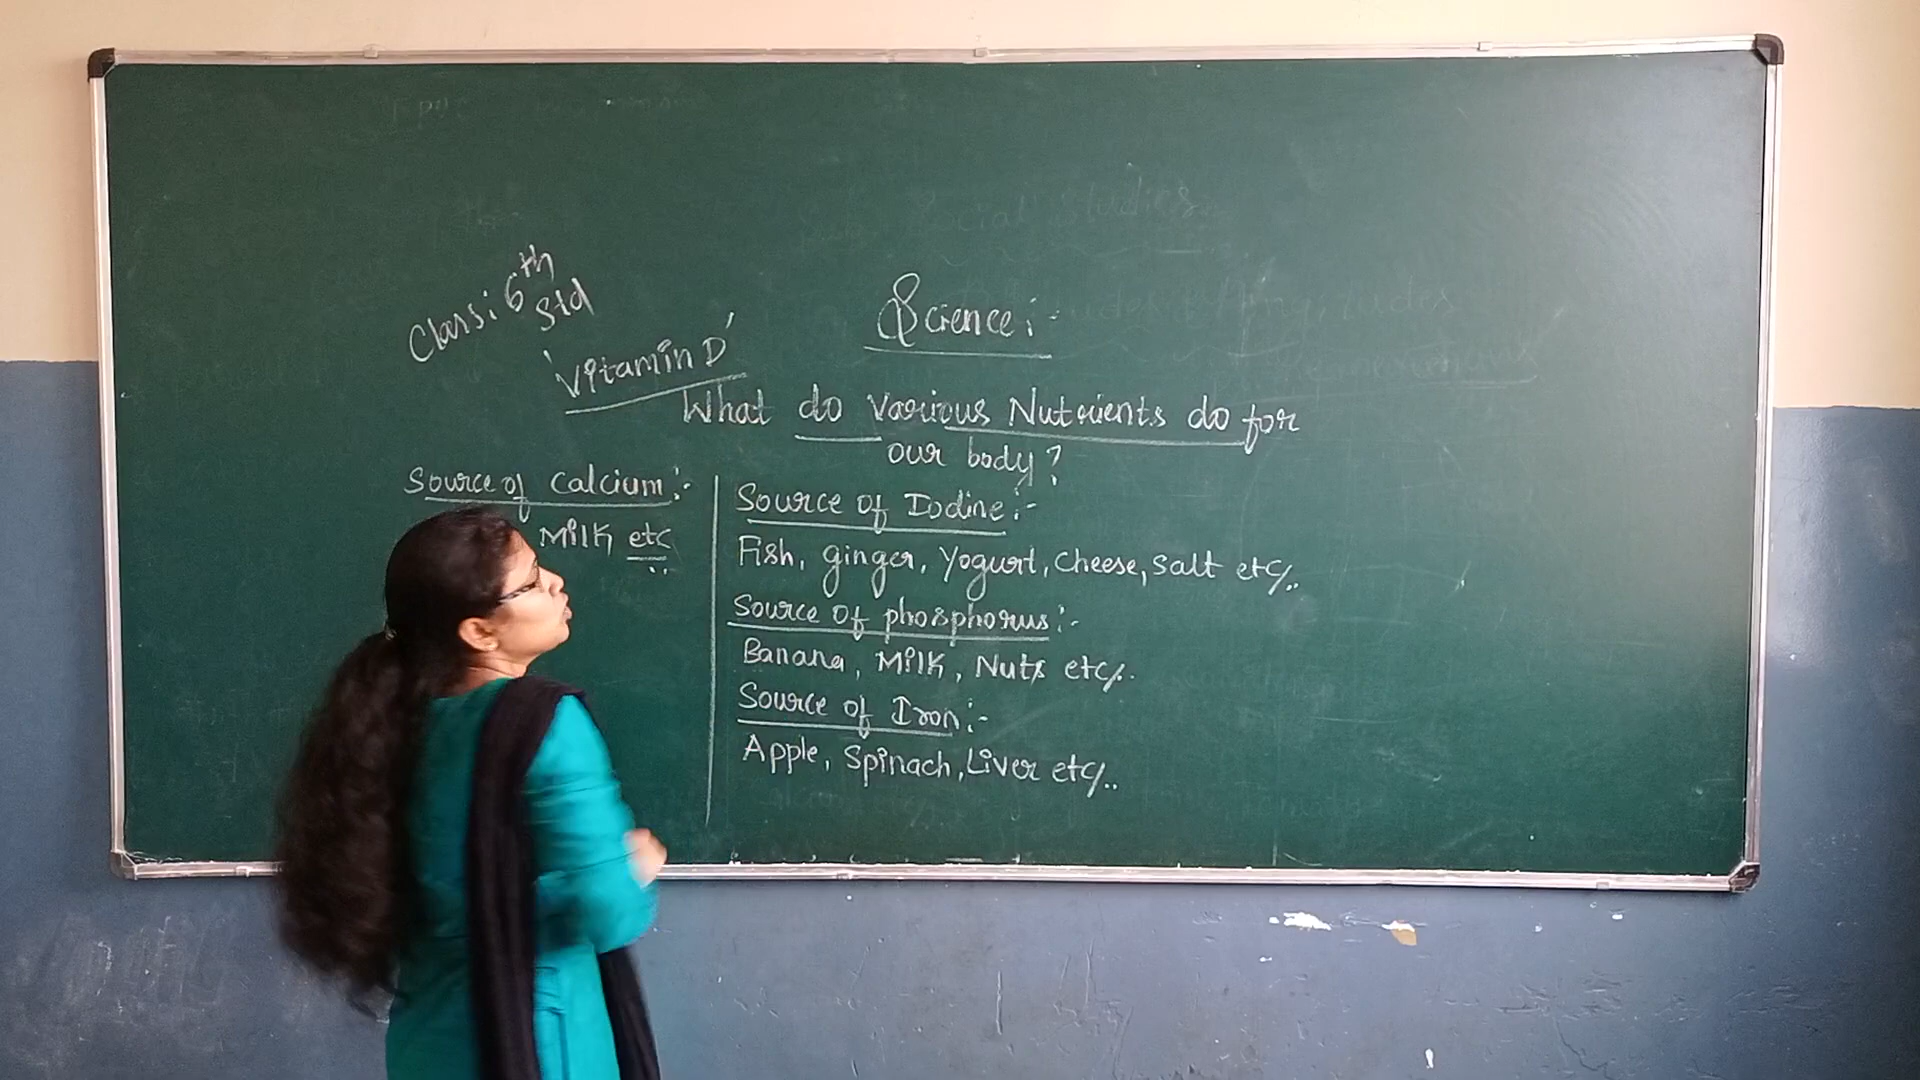 Class: 6th Std
Science:-
'Vitamin D'
What do various Nutrients do for
our body?
Source of Calcium:-
Milk etc
Source of Iodine:-
Fish, ginger, Yogurt, Cheese, Salt etc..
Source of phosphorus:-
Banana, Milk, Nuts etc..
Source of Iron:-
Apple, Spinach, Liver etc..
Social Studies